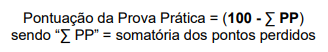 Pontuação da Prova Prática = (100 - ∑ PP)
sendo “∑ PP” = somatória dos pontos perdidos